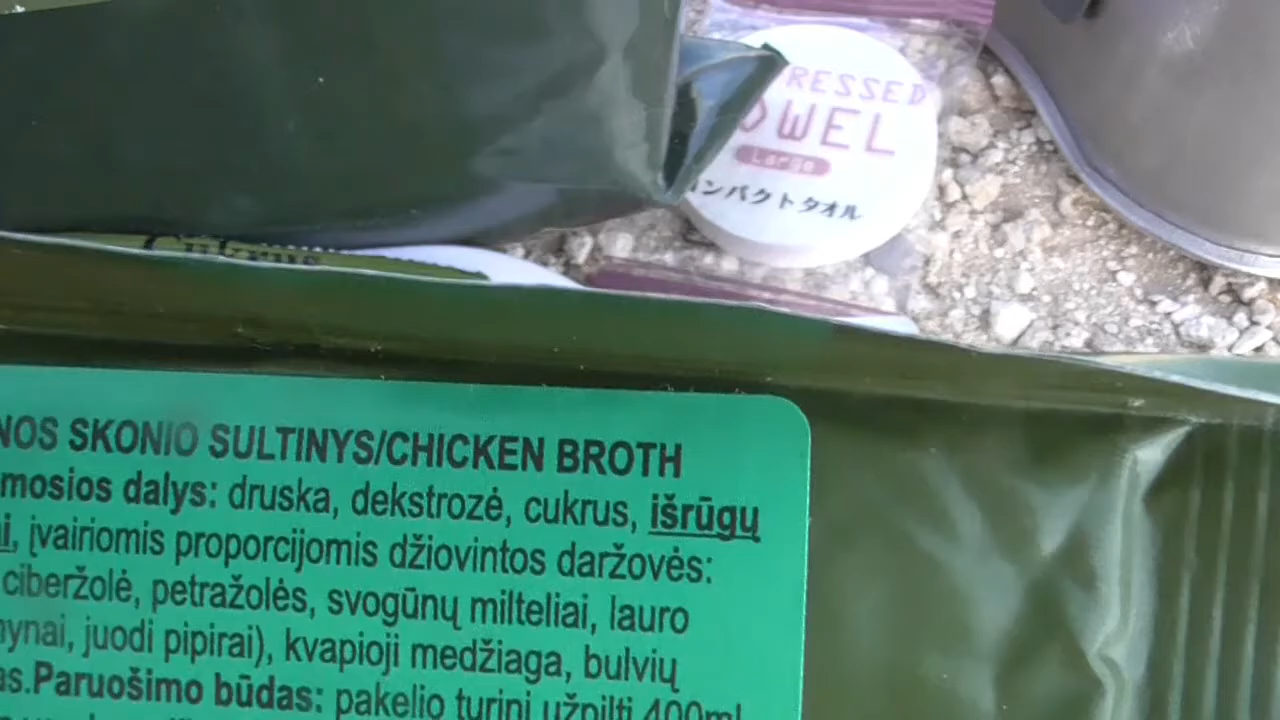 RESSED
OWEL
Large
ンパクトタオル
Cukrus
NOS SKONIO SULTINYS/CHICKEN BROTH
mosios dalys: druska, dekstrozė, cukrus, išrūgų
i, įvairiomis proporcijomis džiovintos daržovės:
ciberžolė, petražolės, svogūnų milteliai, lauro
mynai, juodi pipirai), kvapioji medžiaga, bulvių
as.Paruošimo būdas: pakelio turinį užpilti 400ml